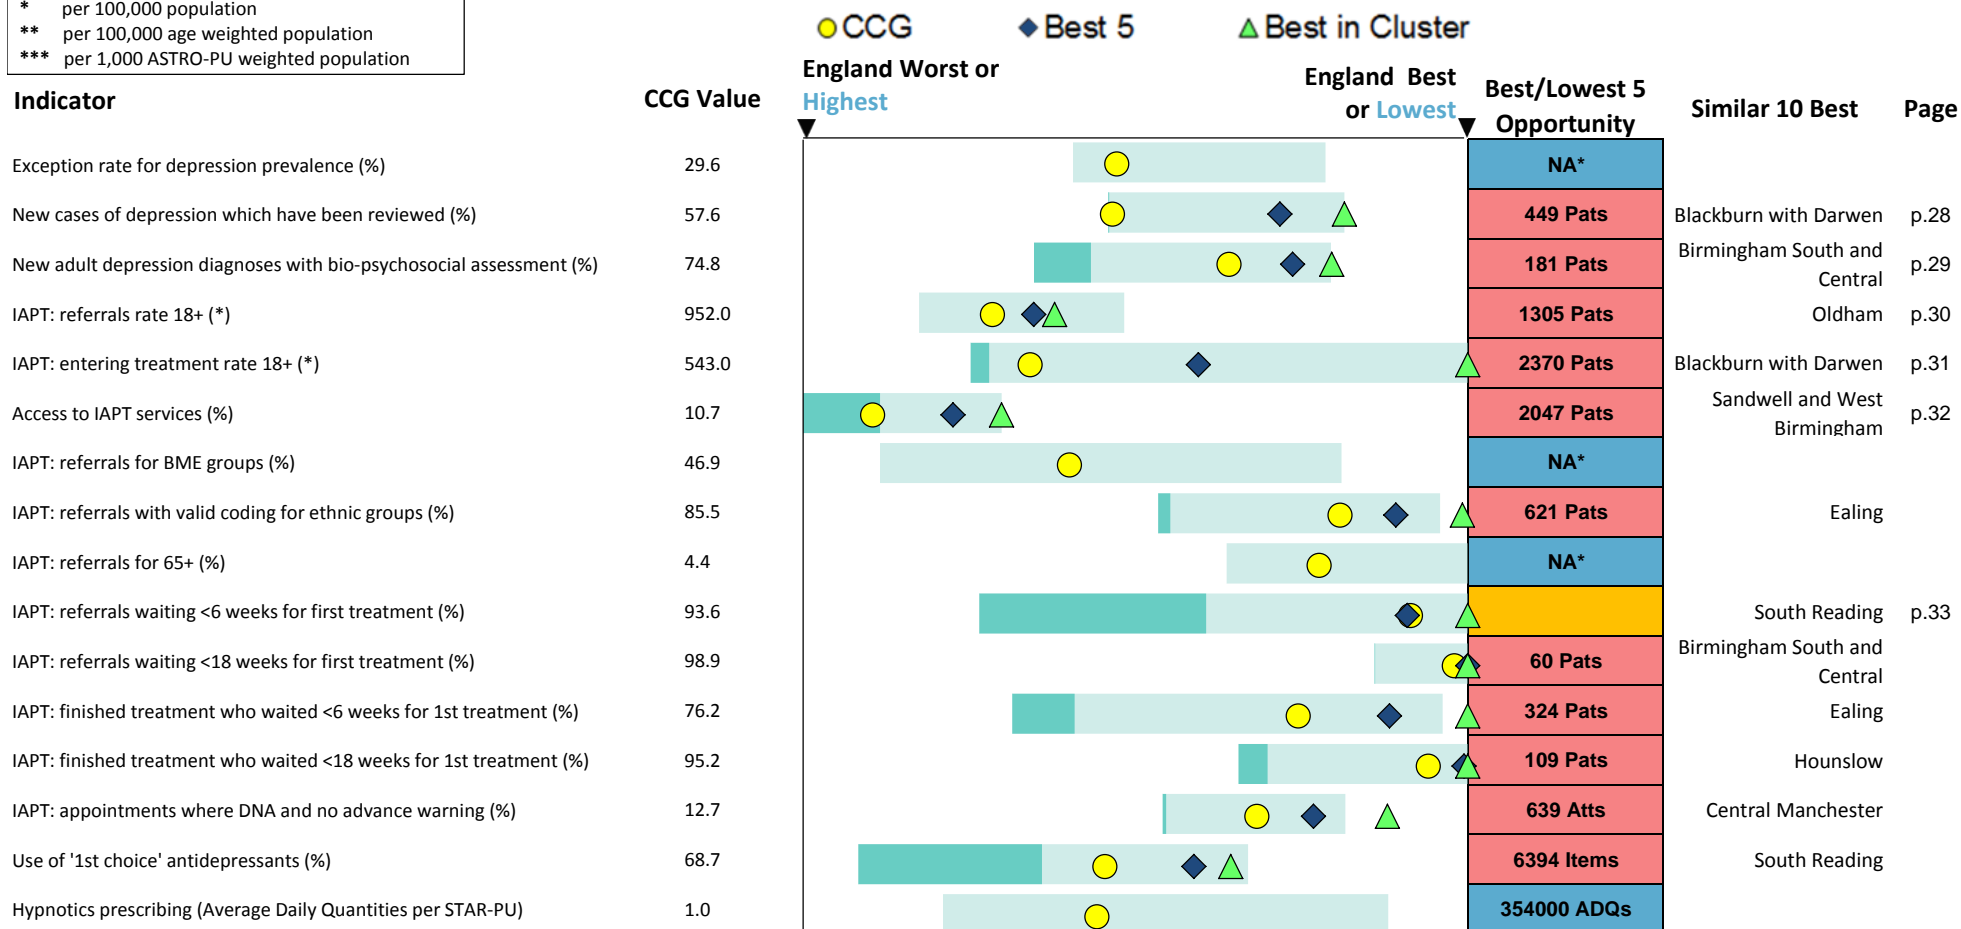 * per 100,000 population
** per 100,000 age weighted population
*** per 1,000 ASTRO-PU weighted population
CCG Best 5 Best in Cluster
Indicator CCG Value England Worst or
Highest England Best
or Lowest Best/Lowest 5
Opportunity Similar 10 Best Page
Exception rate for depression prevalence (%) 29.6 NA*
New cases of depression which have been reviewed (%) 57.6 449 Pats Blackburn with Darwen p.28
New adult depression diagnoses with bio-psychosocial assessment (%) 74.8 181 Pats Birmingham South and
Central p.29
IAPT: referrals rate 18+ (*) 952.0 1305 Pats Oldham p.30
IAPT: entering treatment rate 18+ (*) 543.0 2370 Pats Blackburn with Darwen p.31
Access to IAPT services (%) 10.7 2047 Pats Sandwell and West
Birmingham p.32
IAPT: referrals for BME groups (%) 46.9 NA*
IAPT: referrals with valid coding for ethnic groups (%) 85.5 621 Pats Ealing
IAPT: referrals for 65+ (%) 4.4 NA*
IAPT: referrals waiting <6 weeks for first treatment (%) 93.6 South Reading p.33
IAPT: referrals waiting <18 weeks for first treatment (%) 98.9 60 Pats Birmingham South and
Central
IAPT: finished treatment who waited <6 weeks for 1st treatment (%) 76.2 324 Pats Ealing
IAPT: finished treatment who waited <18 weeks for 1st treatment (%) 95.2 109 Pats Hounslow
IAPT: appointments where DNA and no advance warning (%) 12.7 639 Atts Central Manchester
Use of '1st choice' antidepressants (%) 68.7 6394 Items South Reading
Hypnotics prescribing (Average Daily Quantities per STAR-PU) 1.0 354000 ADQs